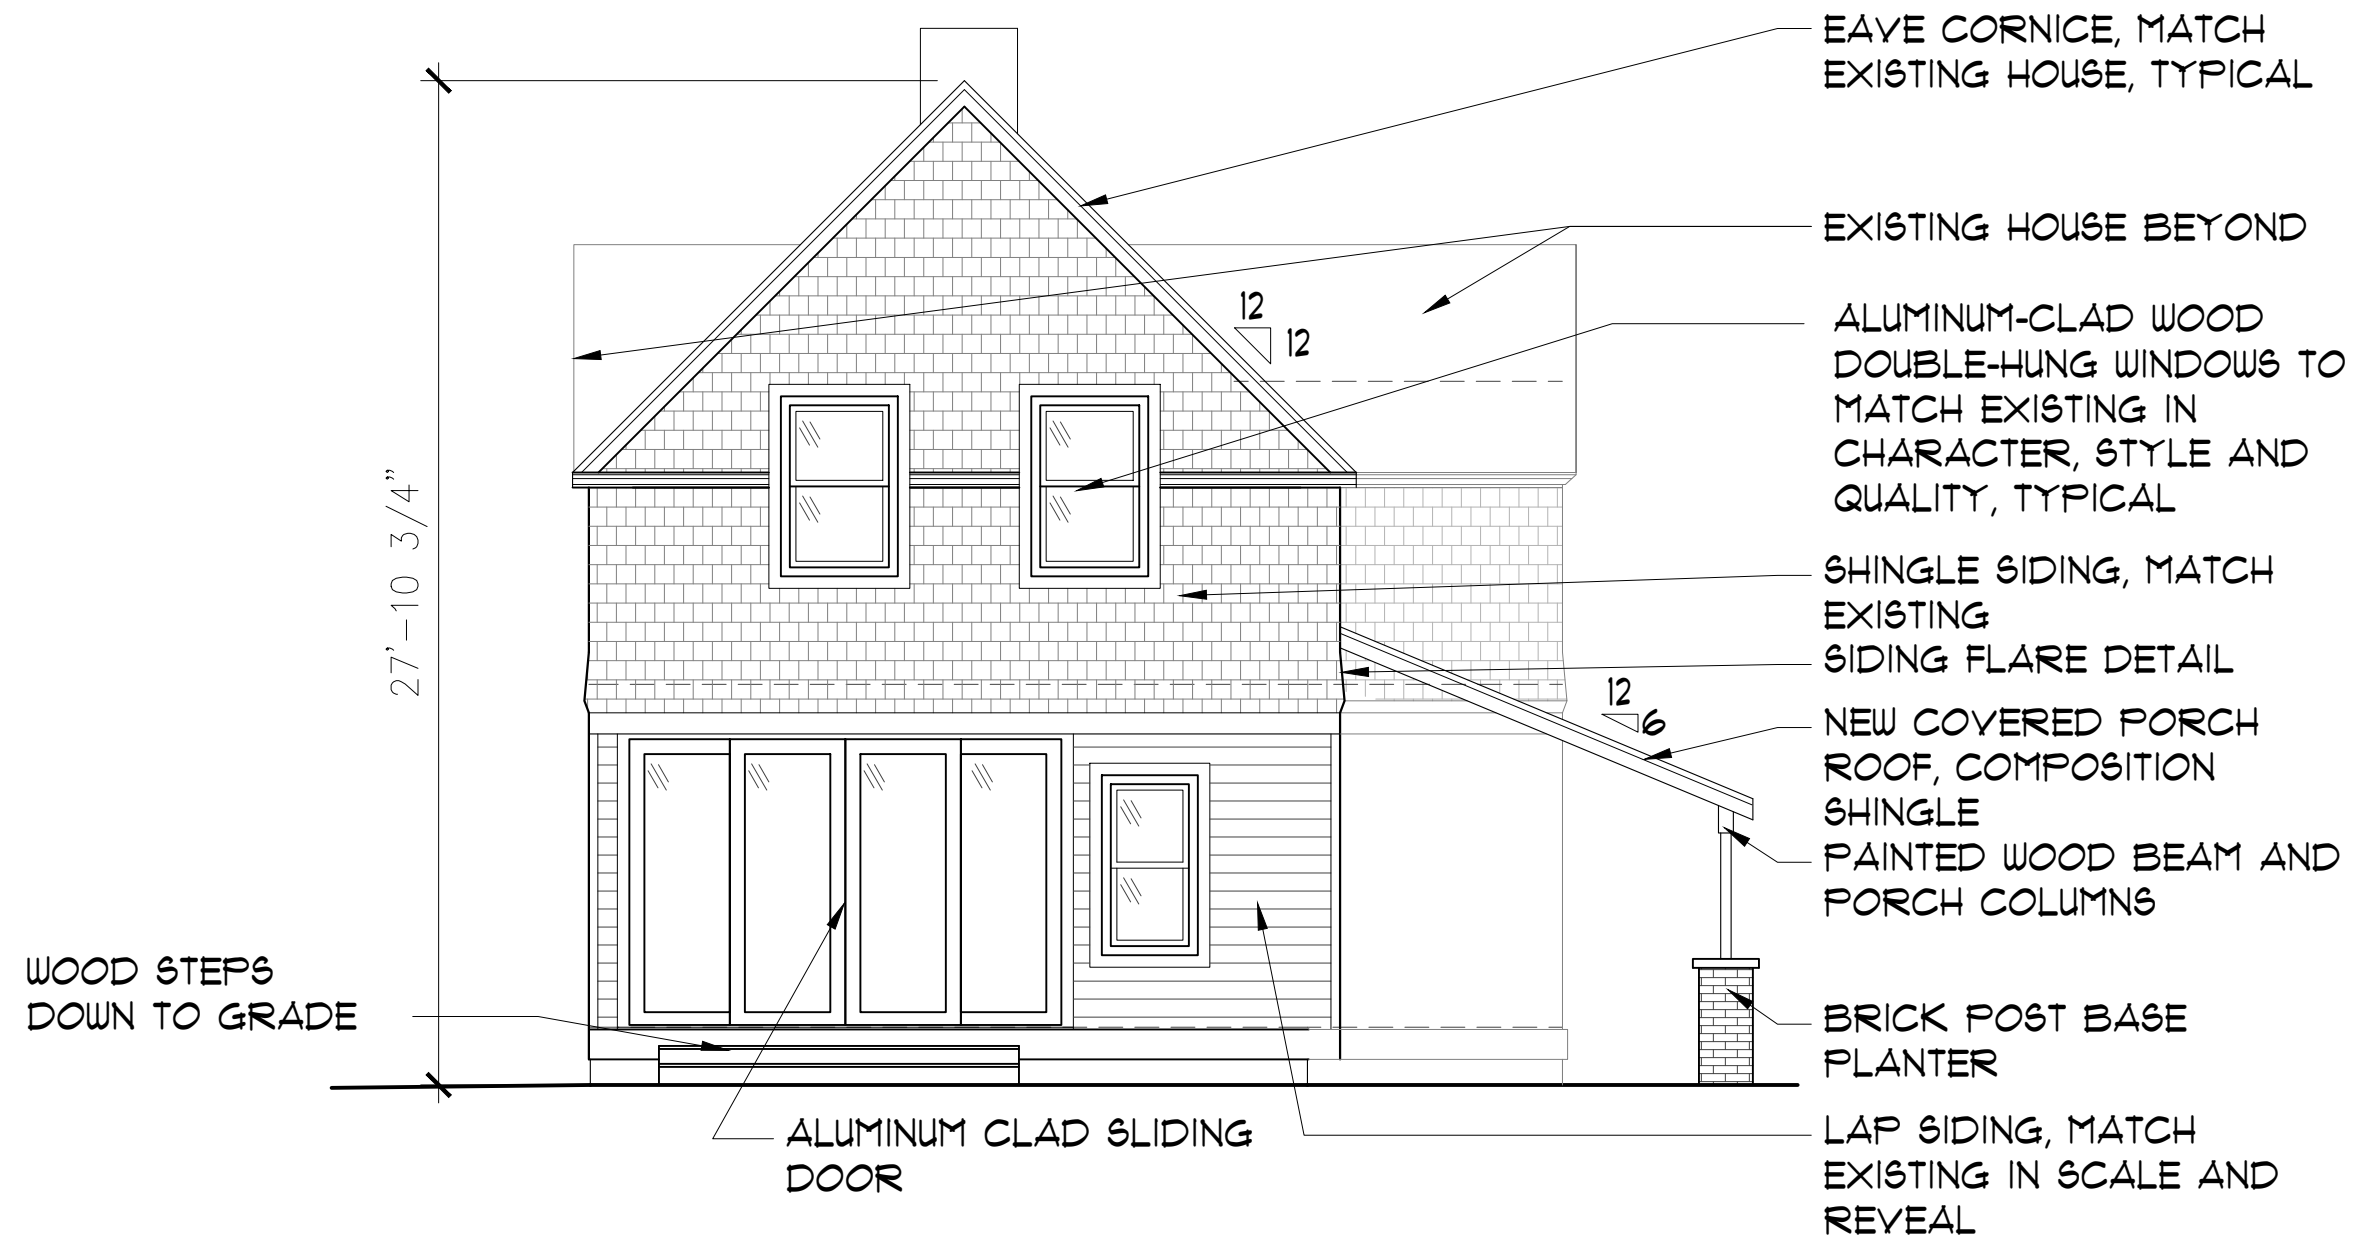 EAVE CORNICE, MATCH
EXISTING HOUSE, TYPICAL
EXISTING HOUSE BEYOND
12
12
ALUMINUM-CLAD WOOD
DOUBLE-HUNG WINDOWS TO
MATCH EXISTING IN
CHARACTER, STYLE AND
QUALITY, TYPICAL
27'-10 3/4"
SHINGLE SIDING, MATCH
EXISTING
SIDING FLARE DETAIL
12
6
NEW COVERED PORCH
ROOF, COMPOSITION
SHINGLE
PAINTED WOOD BEAM AND
PORCH COLUMNS
WOOD STEPS
DOWN TO GRADE
BRICK POST BASE
PLANTER
ALUMINUM CLAD SLIDING
DOOR
LAP SIDING, MATCH
EXISTING IN SCALE AND
REVEAL